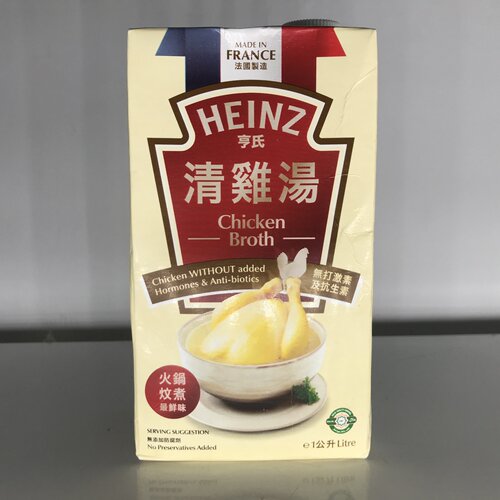 MADE IN
FRANCE
法國製造
HEINZ
亨氏
清雞湯
Chicken
Broth
Chicken WITHOUT added
Hormones & Anti-biotics
無打激素
及抗生素
火鍋
炆煮
最鮮味
SERVING SUGGESTION
無添加防腐劑
No Preservatives Added
℮1公升 Litre